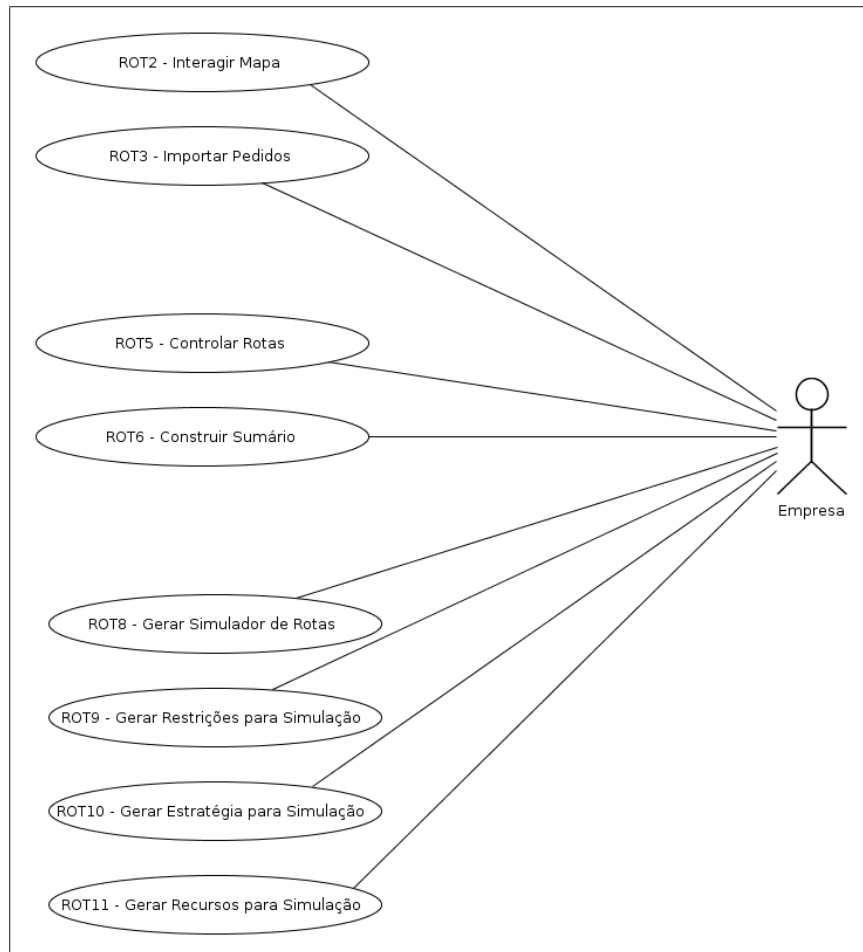 ROT2 - Interagir Mapa
ROT3 - Importar Pedidos
ROT5 - Controlar Rotas
ROT6 - Construir Sumário
Empresa
ROT8 - Gerar Simulador de Rotas
ROT9 - Gerar Restrições para Simulação
ROT10 - Gerar Estratégia para Simulação
ROT11 - Gerar Recursos para Simulação